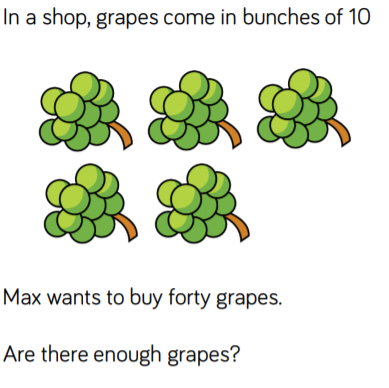 In a shop, grapes come in bunches of 10
Max wants to buy forty grapes.
Are there enough grapes?